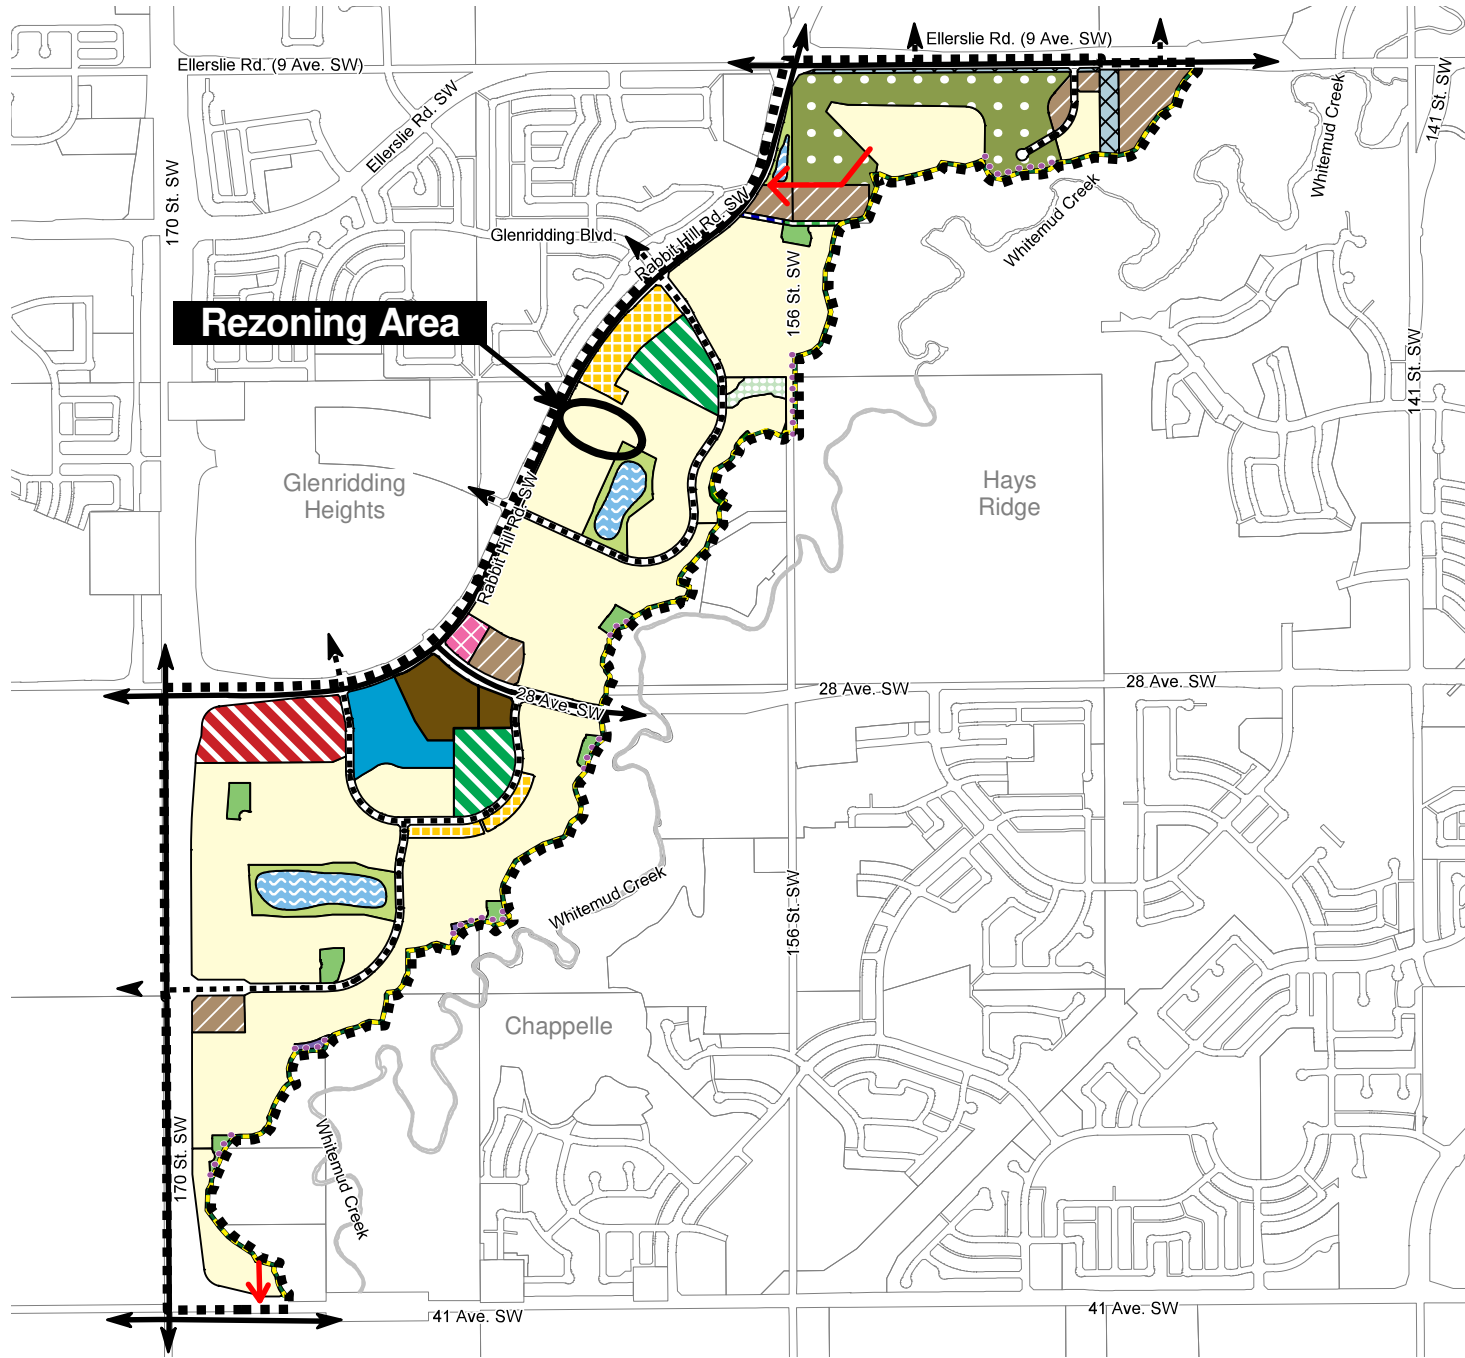 Ellerslie Rd. (9 Ave. SW)
Ellerslie Rd. (9 Ave. SW)
Ellerslie Rd. SW
141 St. SW
Whitemud Creek
170 St. SW
Whitemud Creek
Glenridding Blvd.
Rabbit Hill Rd. SW
156 St. SW
Rezoning Area
141 St. SW
Glenridding
Heights
Hays
Ridge
Rabbit Hill Rd. SW
28 Ave. SW
28 Ave. SW
28 Ave. SW
Whitemud Creek
156 St. SW
Chappelle
170 St. SW
Whitemud Creek
41 Ave. SW
41 Ave. SW